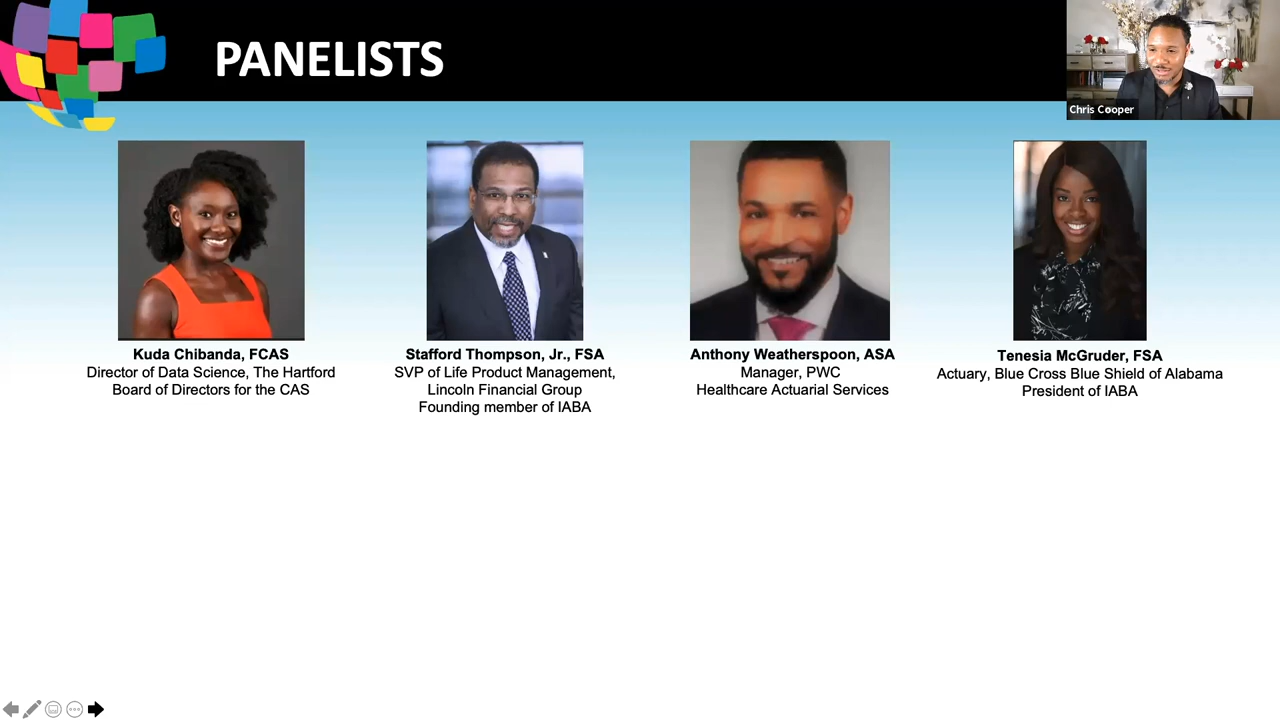 PANELISTS
Chris Cooper
Kuda Chibanda, FCAS
Director of Data Science, The Hartford
Board of Directors for the CAS
Stafford Thompson, Jr., FSA
SVP of Life Product Management,
Lincoln Financial Group
Founding member of IABA
Anthony Weatherspoon, ASA
Manager, PWC
Healthcare Actuarial Services
Tenesia McGruder, FSA
Actuary, Blue Cross Blue Shield of Alabama
President of IABA